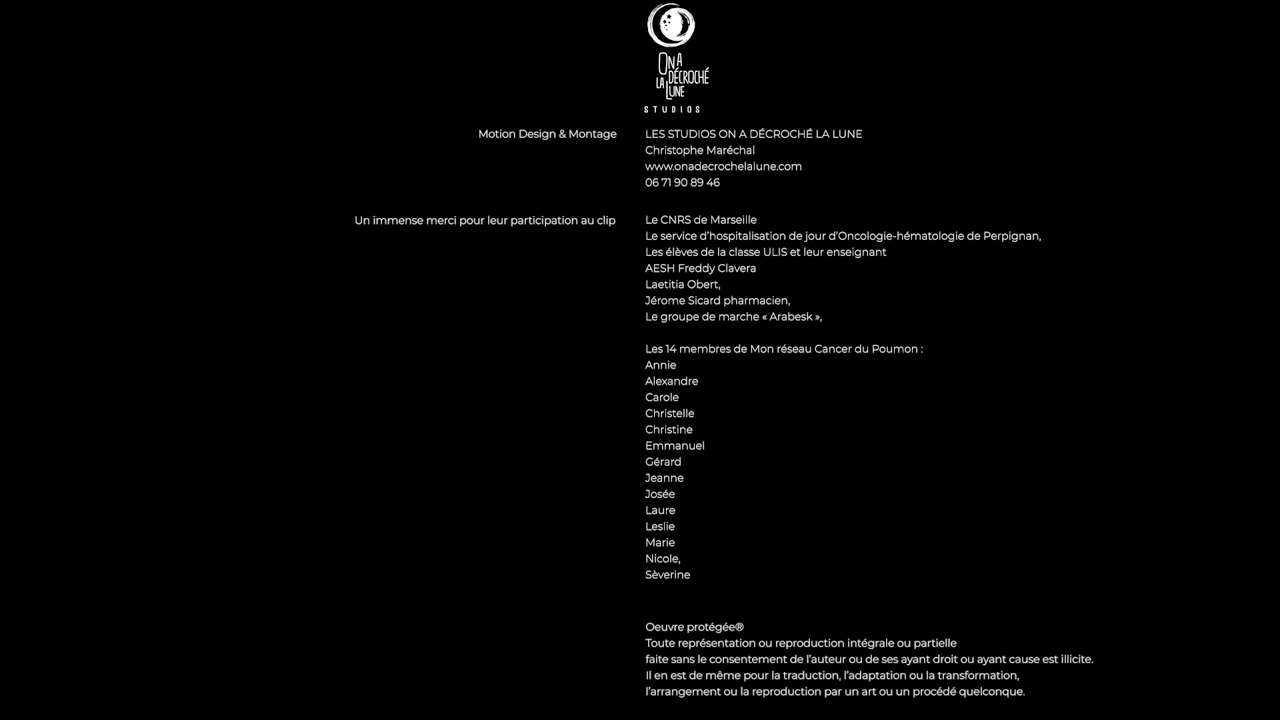 ON A
DÉCROCHÉ
LA
LUNE
STUDIOS
Motion Design & Montage
LES STUDIOS ON A DÉCROCHÉ LA LUNE
Christophe Maréchal
www.onadecrochelalune.com
06 71 90 89 46
Un immense merci pour leur participation au clip
Le CNRS de Marseille
Le service d’hospitalisation de jour d’Oncologie-hématologie de Perpignan,
Les élèves de la classe ULIS et leur enseignant
AESH Freddy Clavera
Laetitia Obert,
Jérome Sicard pharmacien,
Le groupe de marche « Arabesk »,
Les 14 membres de Mon réseau Cancer du Poumon :
Annie
Alexandre
Carole
Christelle
Christine
Emmanuel
Gérard
Jeanne
Josée
Laure
Leslie
Marie
Nicole,
Sèverine
Oeuvre protégée®
Toute représentation ou reproduction intégrale ou partielle
faite sans le consentement de l’auteur ou de ses ayant droit ou ayant cause est illicite.
Il en est de même pour la traduction, l’adaptation ou la transformation,
l’arrangement ou la reproduction par un art ou un procédé quelconque.